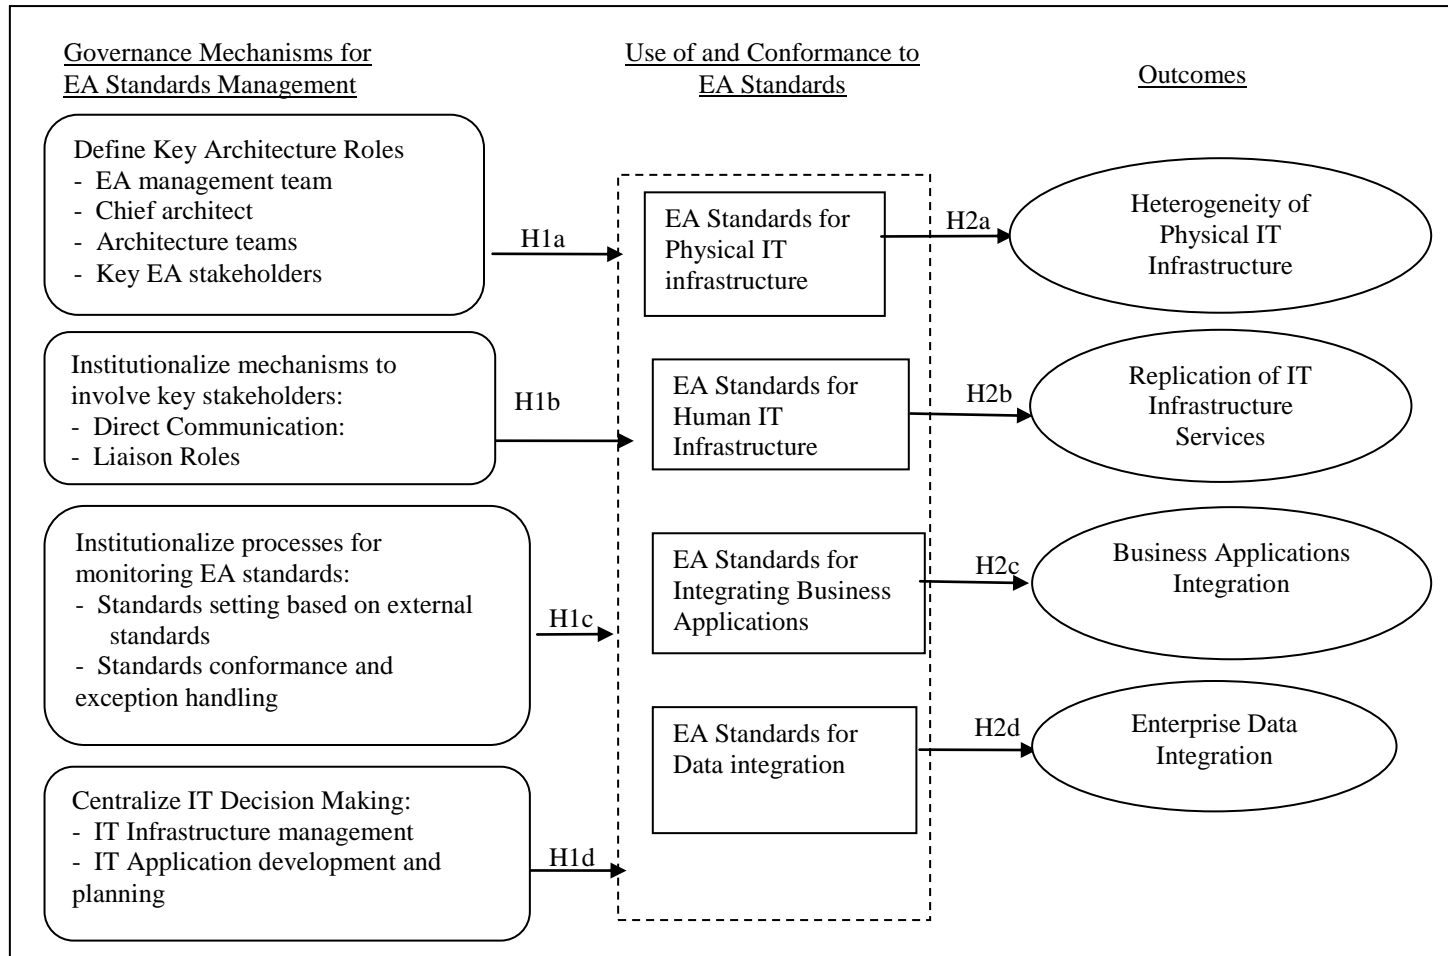 Governance Mechanisms for
EA Standards Management
Use of and Conformance to
EA Standards
Outcomes
Define Key Architecture Roles
- EA management team
- Chief architect
- Architecture teams
- Key EA stakeholders
H1a
EA Standards for
Physical IT
infrastructure
H2a
Heterogeneity of
Physical IT
Infrastructure
Institutionalize mechanisms to
involve key stakeholders:
- Direct Communication:
- Liaison Roles
H1b
EA Standards for
Human IT
Infrastructure
H2b
Replication of IT
Infrastructure
Services
Institutionalize processes for
monitoring EA standards:
- Standards setting based on external
standards
- Standards conformance and
exception handling
H1c
EA Standards for
Integrating Business
Applications
H2c
Business Applications
Integration
Centralize IT Decision Making:
- IT Infrastructure management
- IT Application development and
planning
H1d
EA Standards for
Data integration
H2d
Enterprise Data
Integration